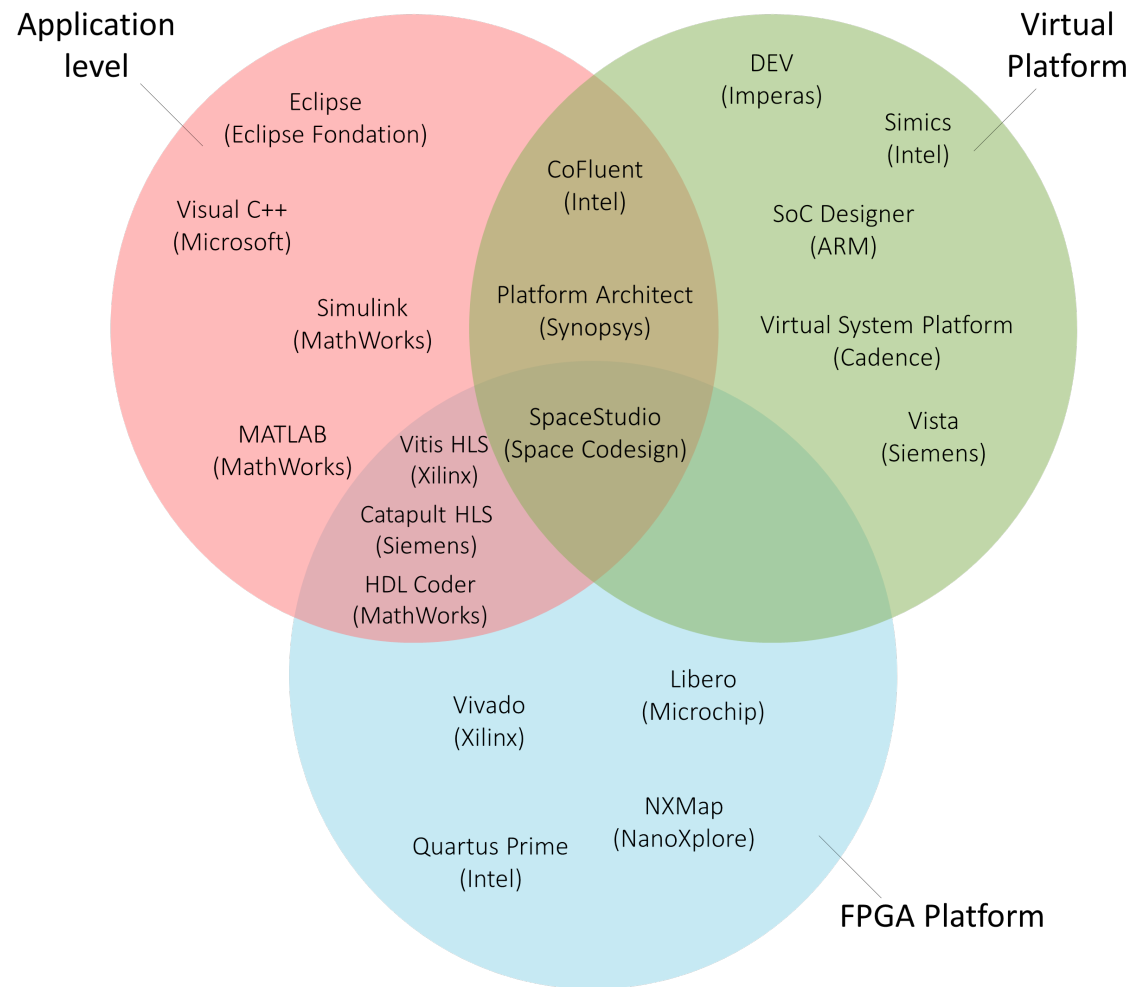 Application
level
Virtual
Platform
Eclipse
(Eclipse Fondation)
Visual C++
(Microsoft)
Simulink
(MathWorks)
MATLAB
(MathWorks)
CoFluent
(Intel)
Platform Architect
(Synopsys)
SpaceStudio
(Space Codesign)
DEV
(Imperas)
Simics
(Intel)
SoC Designer
(ARM)
Virtual System Platform
(Cadence)
Vista
(Siemens)
Vitis HLS
(Xilinx)
Catapult HLS
(Siemens)
HDL Coder
(MathWorks)
Vivado
(Xilinx)
Libero
(Microchip)
Quartus Prime
(Intel)
NXMap
(NanoXplore)
FPGA Platform